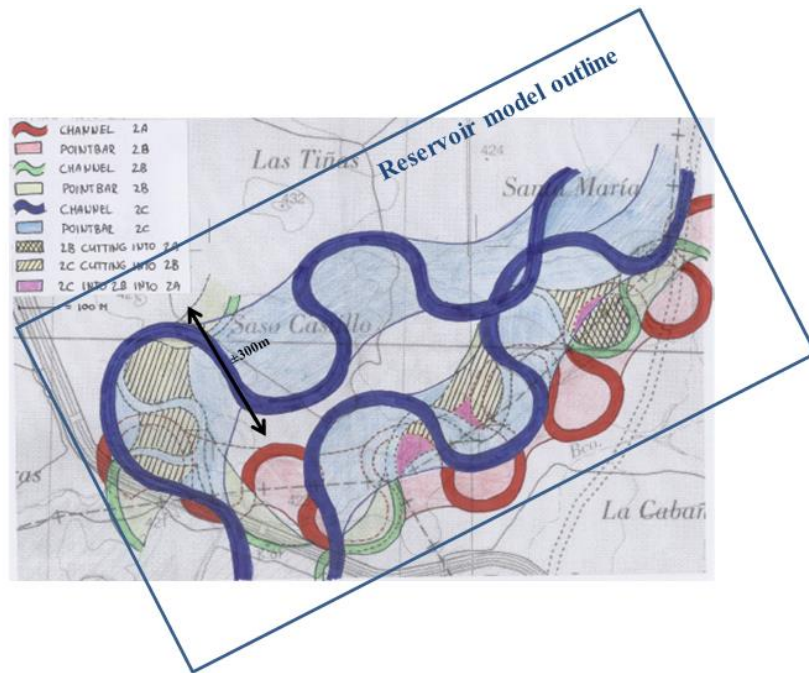 CHANNEL 2A
POINTBAR 2B
CHANNEL 2B
POINTBAR 2B
CHANNEL 2C
POINTBAR 2C
2B CUTTING INTO 2A
2C CUTTING INTO 2B
2C INTO 2B INTO 2A
= 100 M
Reservoir model outline
Las Tiñas
424
432
Santa María
Saso Castillo
±300m
Bco.
La Cabañ
421